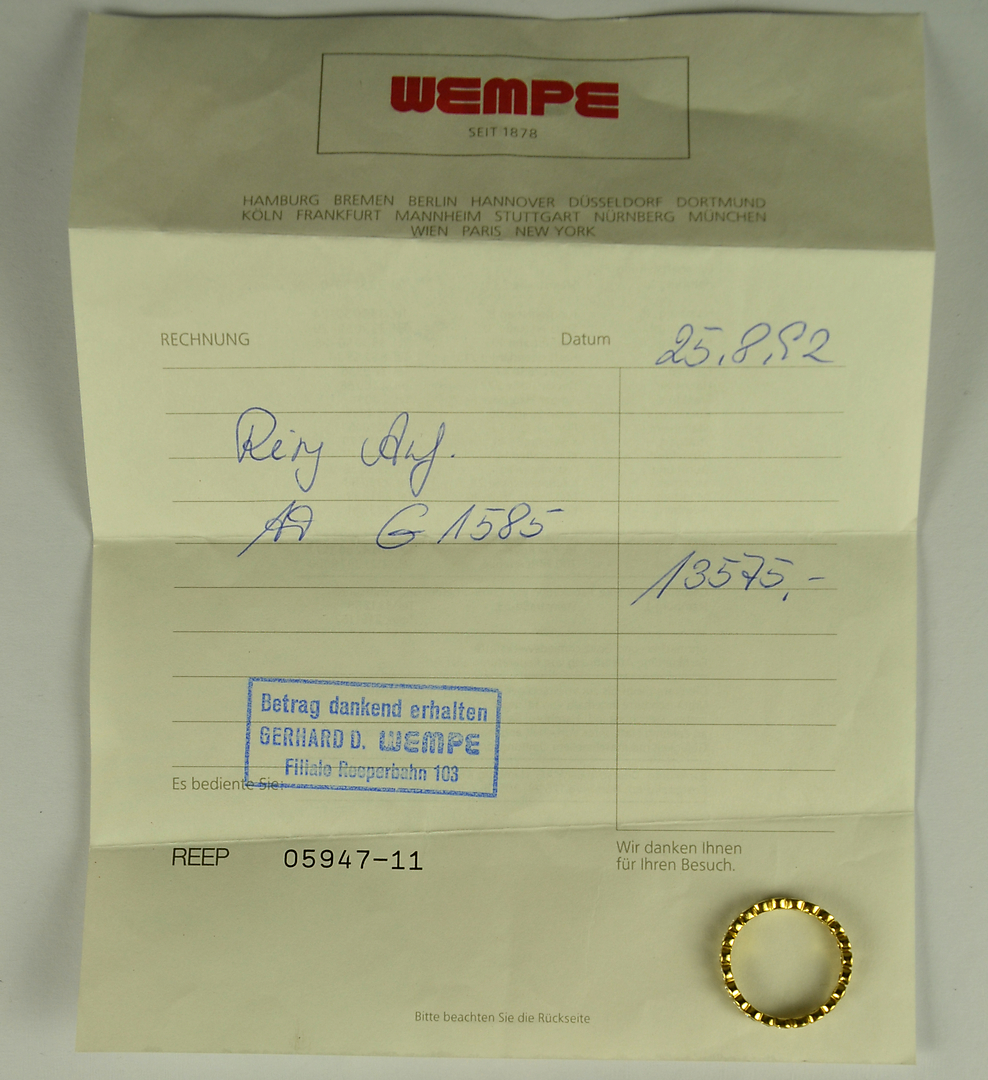 WEMPE
SEIT 1878
HAMBURG BREMEN BERLIN HANNOVER DÜSSELDORF DORTMUND
KÖLN FRANKFURT MANNHEIM STUTTGART NÜRNBERG MÜNCHEN
WIEN PARIS NEW YORK
RECHNUNG Datum 25.8.92
Ring
G 1585
13575,-
Betrag dankend erhalten
GERHARD D. WEMPE
Filiale Reeperbahn 103
Es bediente Sie:
REEP 05947-11
Wir danken Ihnen
für Ihren Besuch.
Bitte beachten Sie die Rückseite